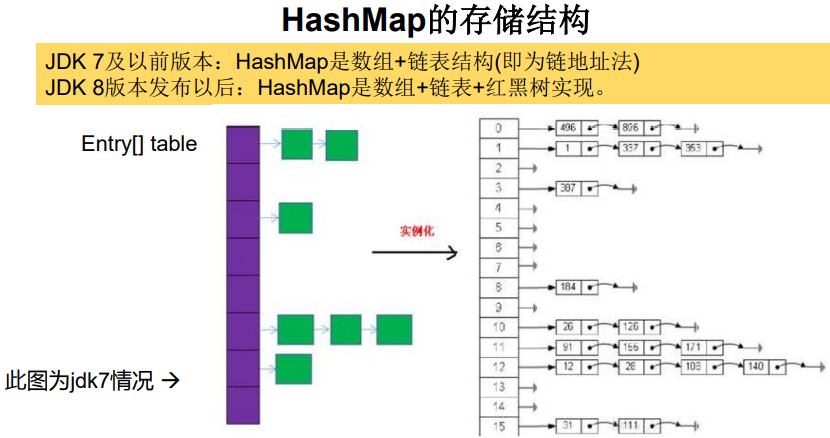 HashMap的存储结构
JDK 7及以前版本：HashMap是数组+链表结构(即为链地址法)
JDK 8版本发布以后：HashMap是数组+链表+红黑树实现。
Entry[] table
实例化
此图为jdk7情况 →
0 496 896
1 1 337 353
2
3 387
4
5
6
7
8 184
9
10 26 126
11 91 155 171
12 12 28 108 140
13
14
15 31 111